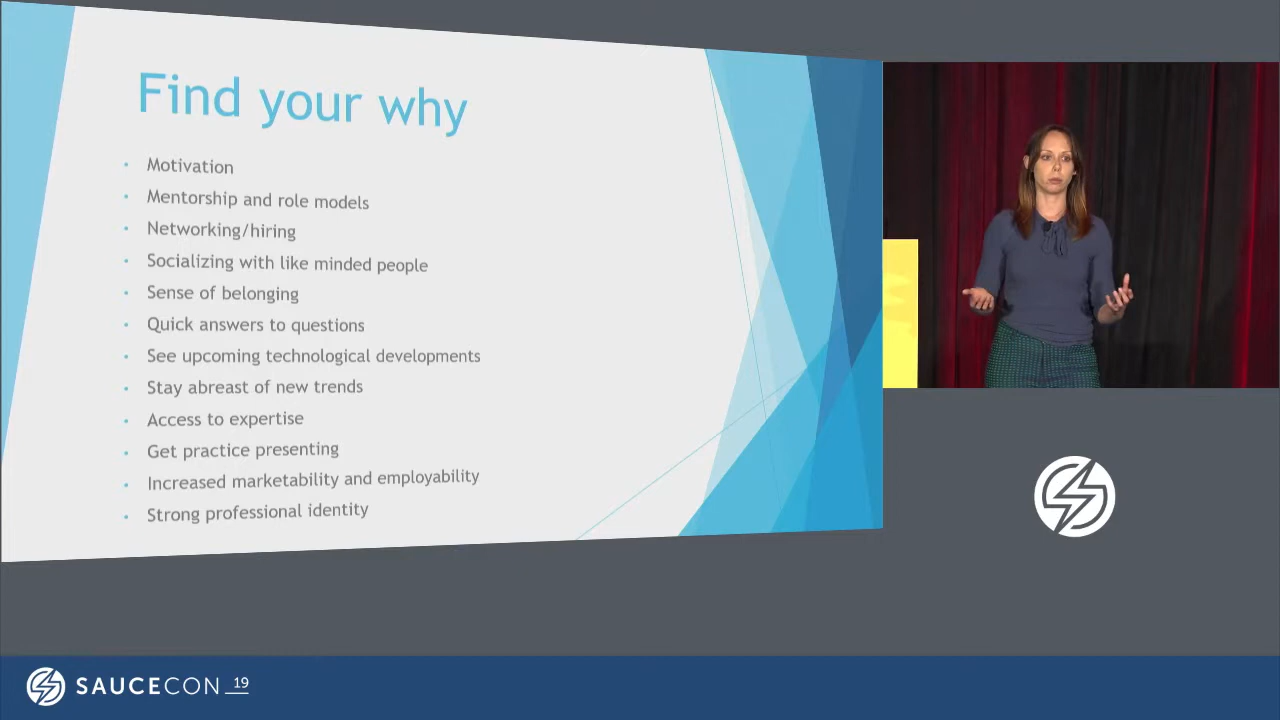 Find your why
Motivation
Mentorship and role models
Networking/hiring
Socializing with like minded people
Sense of belonging
Quick answers to questions
See upcoming technological developments
Stay abreast of new trends
Access to expertise
Get practice presenting
Increased marketability and employability
Strong professional identity
SAUCECON_19